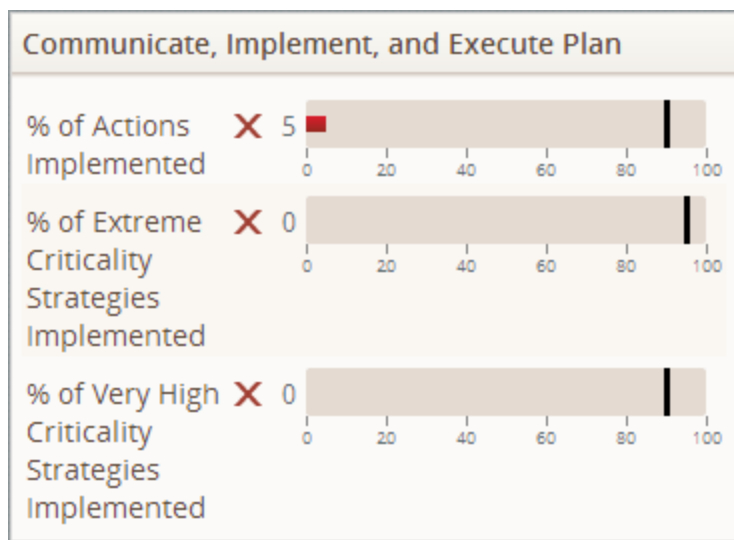 Communicate, Implement, and Execute Plan
% of Actions 5
Implemented
0 20 40 60 80 100
% of Extreme 0
Criticality
0 20 40 60 80 100
Strategies
Implemented
% of Very High 0
Criticality
0 20 40 60 80 100
Strategies
Implemented